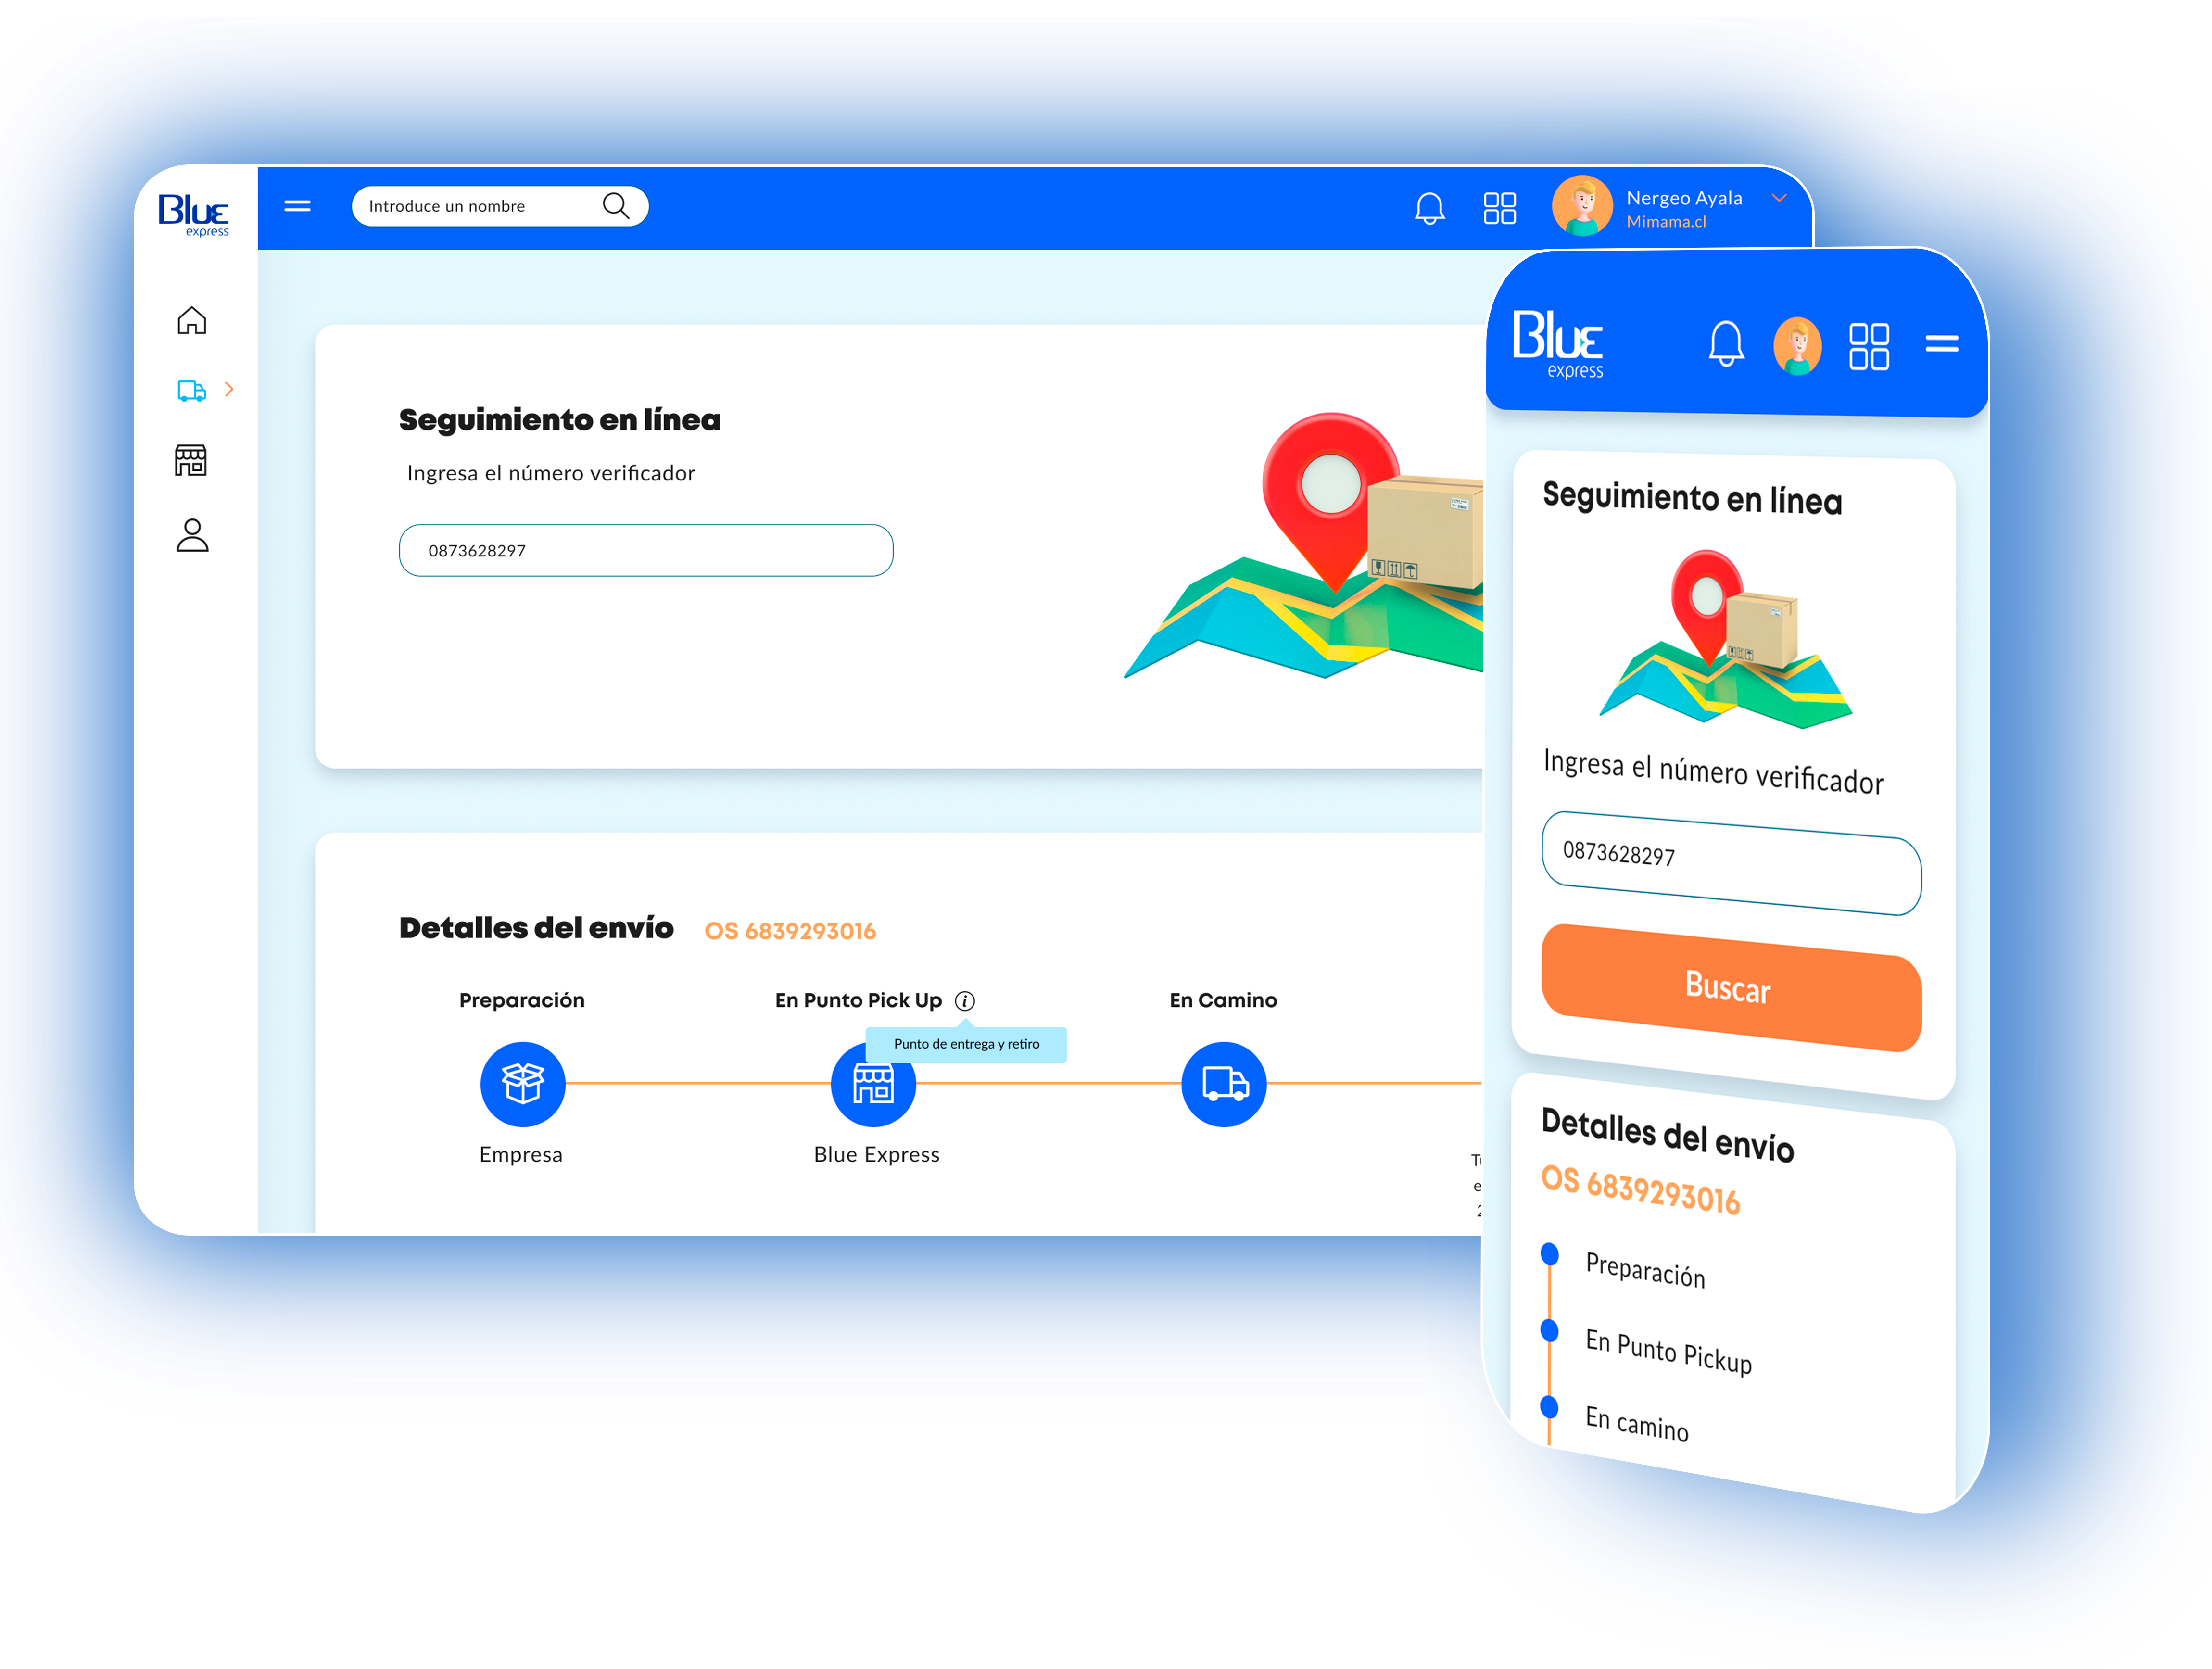 Blue
express
Introduce un nombre
Nergeo Ayala
Mimama.cl
Seguimiento en línea
Ingresa el número verificador
0873628297
Detalles del envío OS 6839293016
Preparación En Punto Pick Up i En Camino
Punto de entrega y retiro
Empresa Blue Express
Blue
express
Seguimiento en línea
Ingresa el número verificador
0873628297
Buscar
Detalles del envío
OS 6839293016
Preparación
En Punto Pickup
En camino